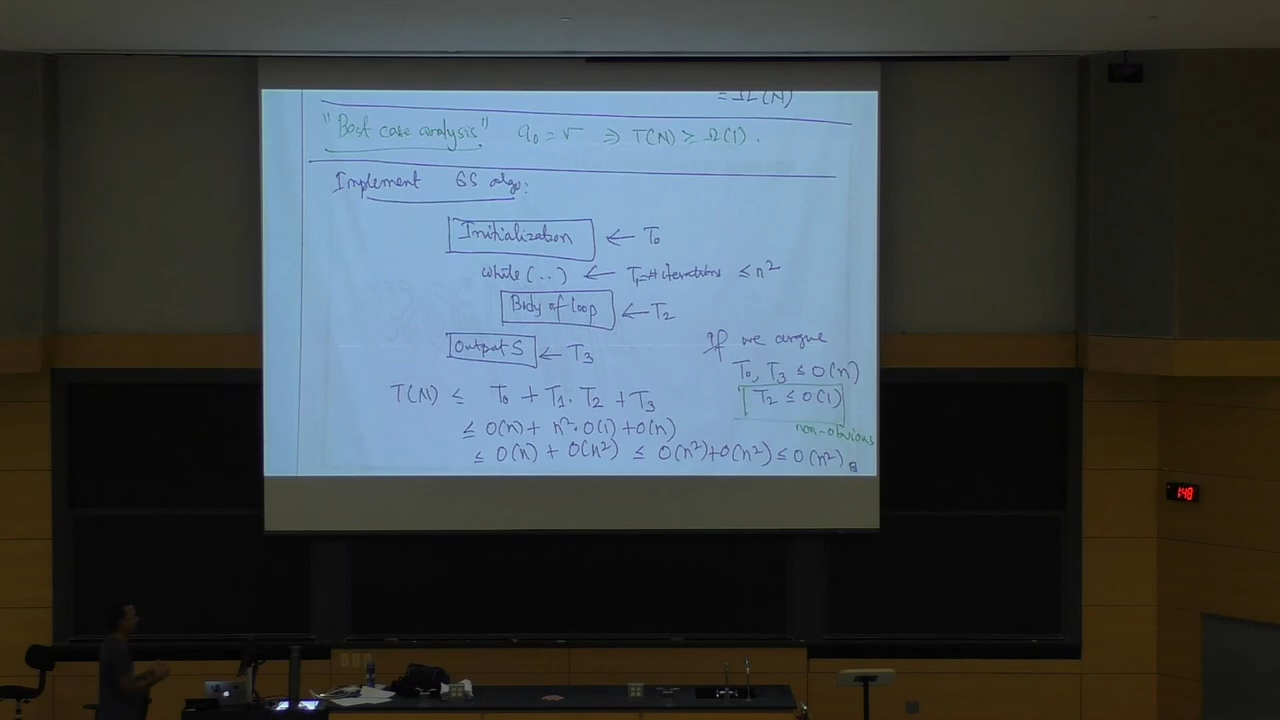 = Ω(N)
"Best case analysis" a₀ = v ⇒ T(N) ≥ Ω(1).
Implement GS algo:
Initialization ← T₀
while (..) ← T₁=# iterations ≤ n²
Body of loop ← T₂
Output S ← T₃
If we argue
T₀, T₃ ≤ O(n)
T₂ ≤ O(1)
non-obvious
T(N) ≤ T₀ + T₁ · T₂ + T₃
≤ O(n) + n² · O(1) + O(n)
≤ O(n) + O(n²) ≤ O(n²)+O(n²) ≤ O(n²)
1:48